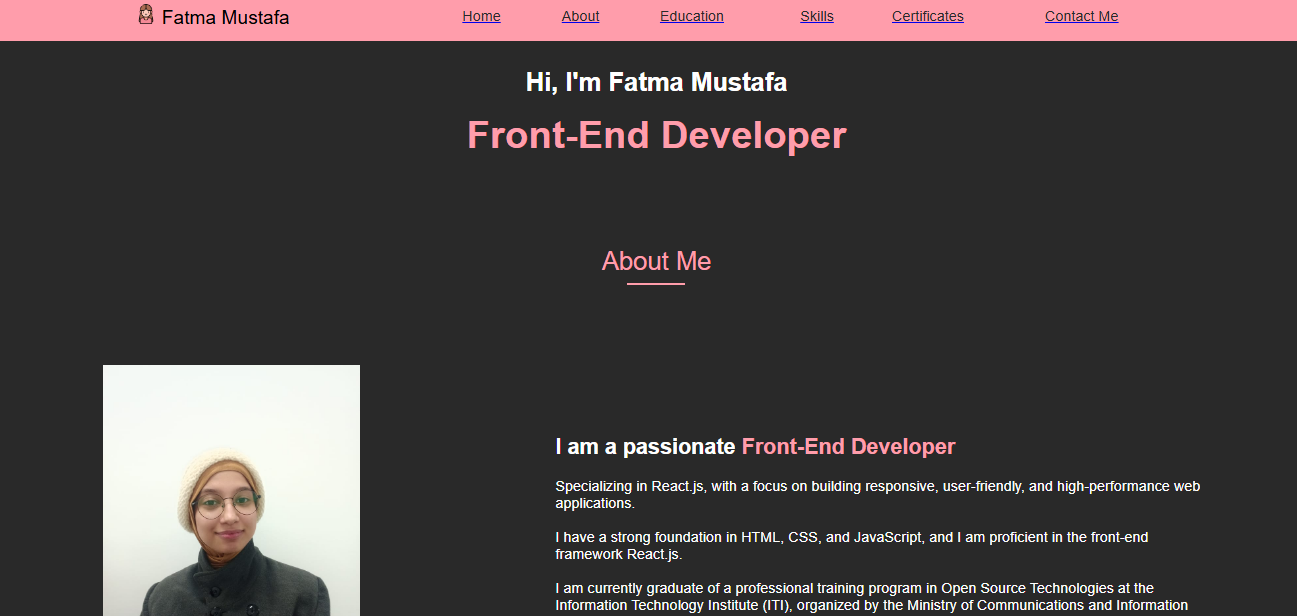 Fatma Mustafa
Home
About
Education
Skills
Certificates
Contact Me
Hi, I'm Fatma Mustafa
Front-End Developer
About Me
I am a passionate Front-End Developer
Specializing in React.js, with a focus on building responsive, user-friendly, and high-performance web
applications.
I have a strong foundation in HTML, CSS, and JavaScript, and I am proficient in the front-end
framework React.js.
I am currently graduate of a professional training program in Open Source Technologies at the
Information Technology Institute (ITI), organized by the Ministry of Communications and Information